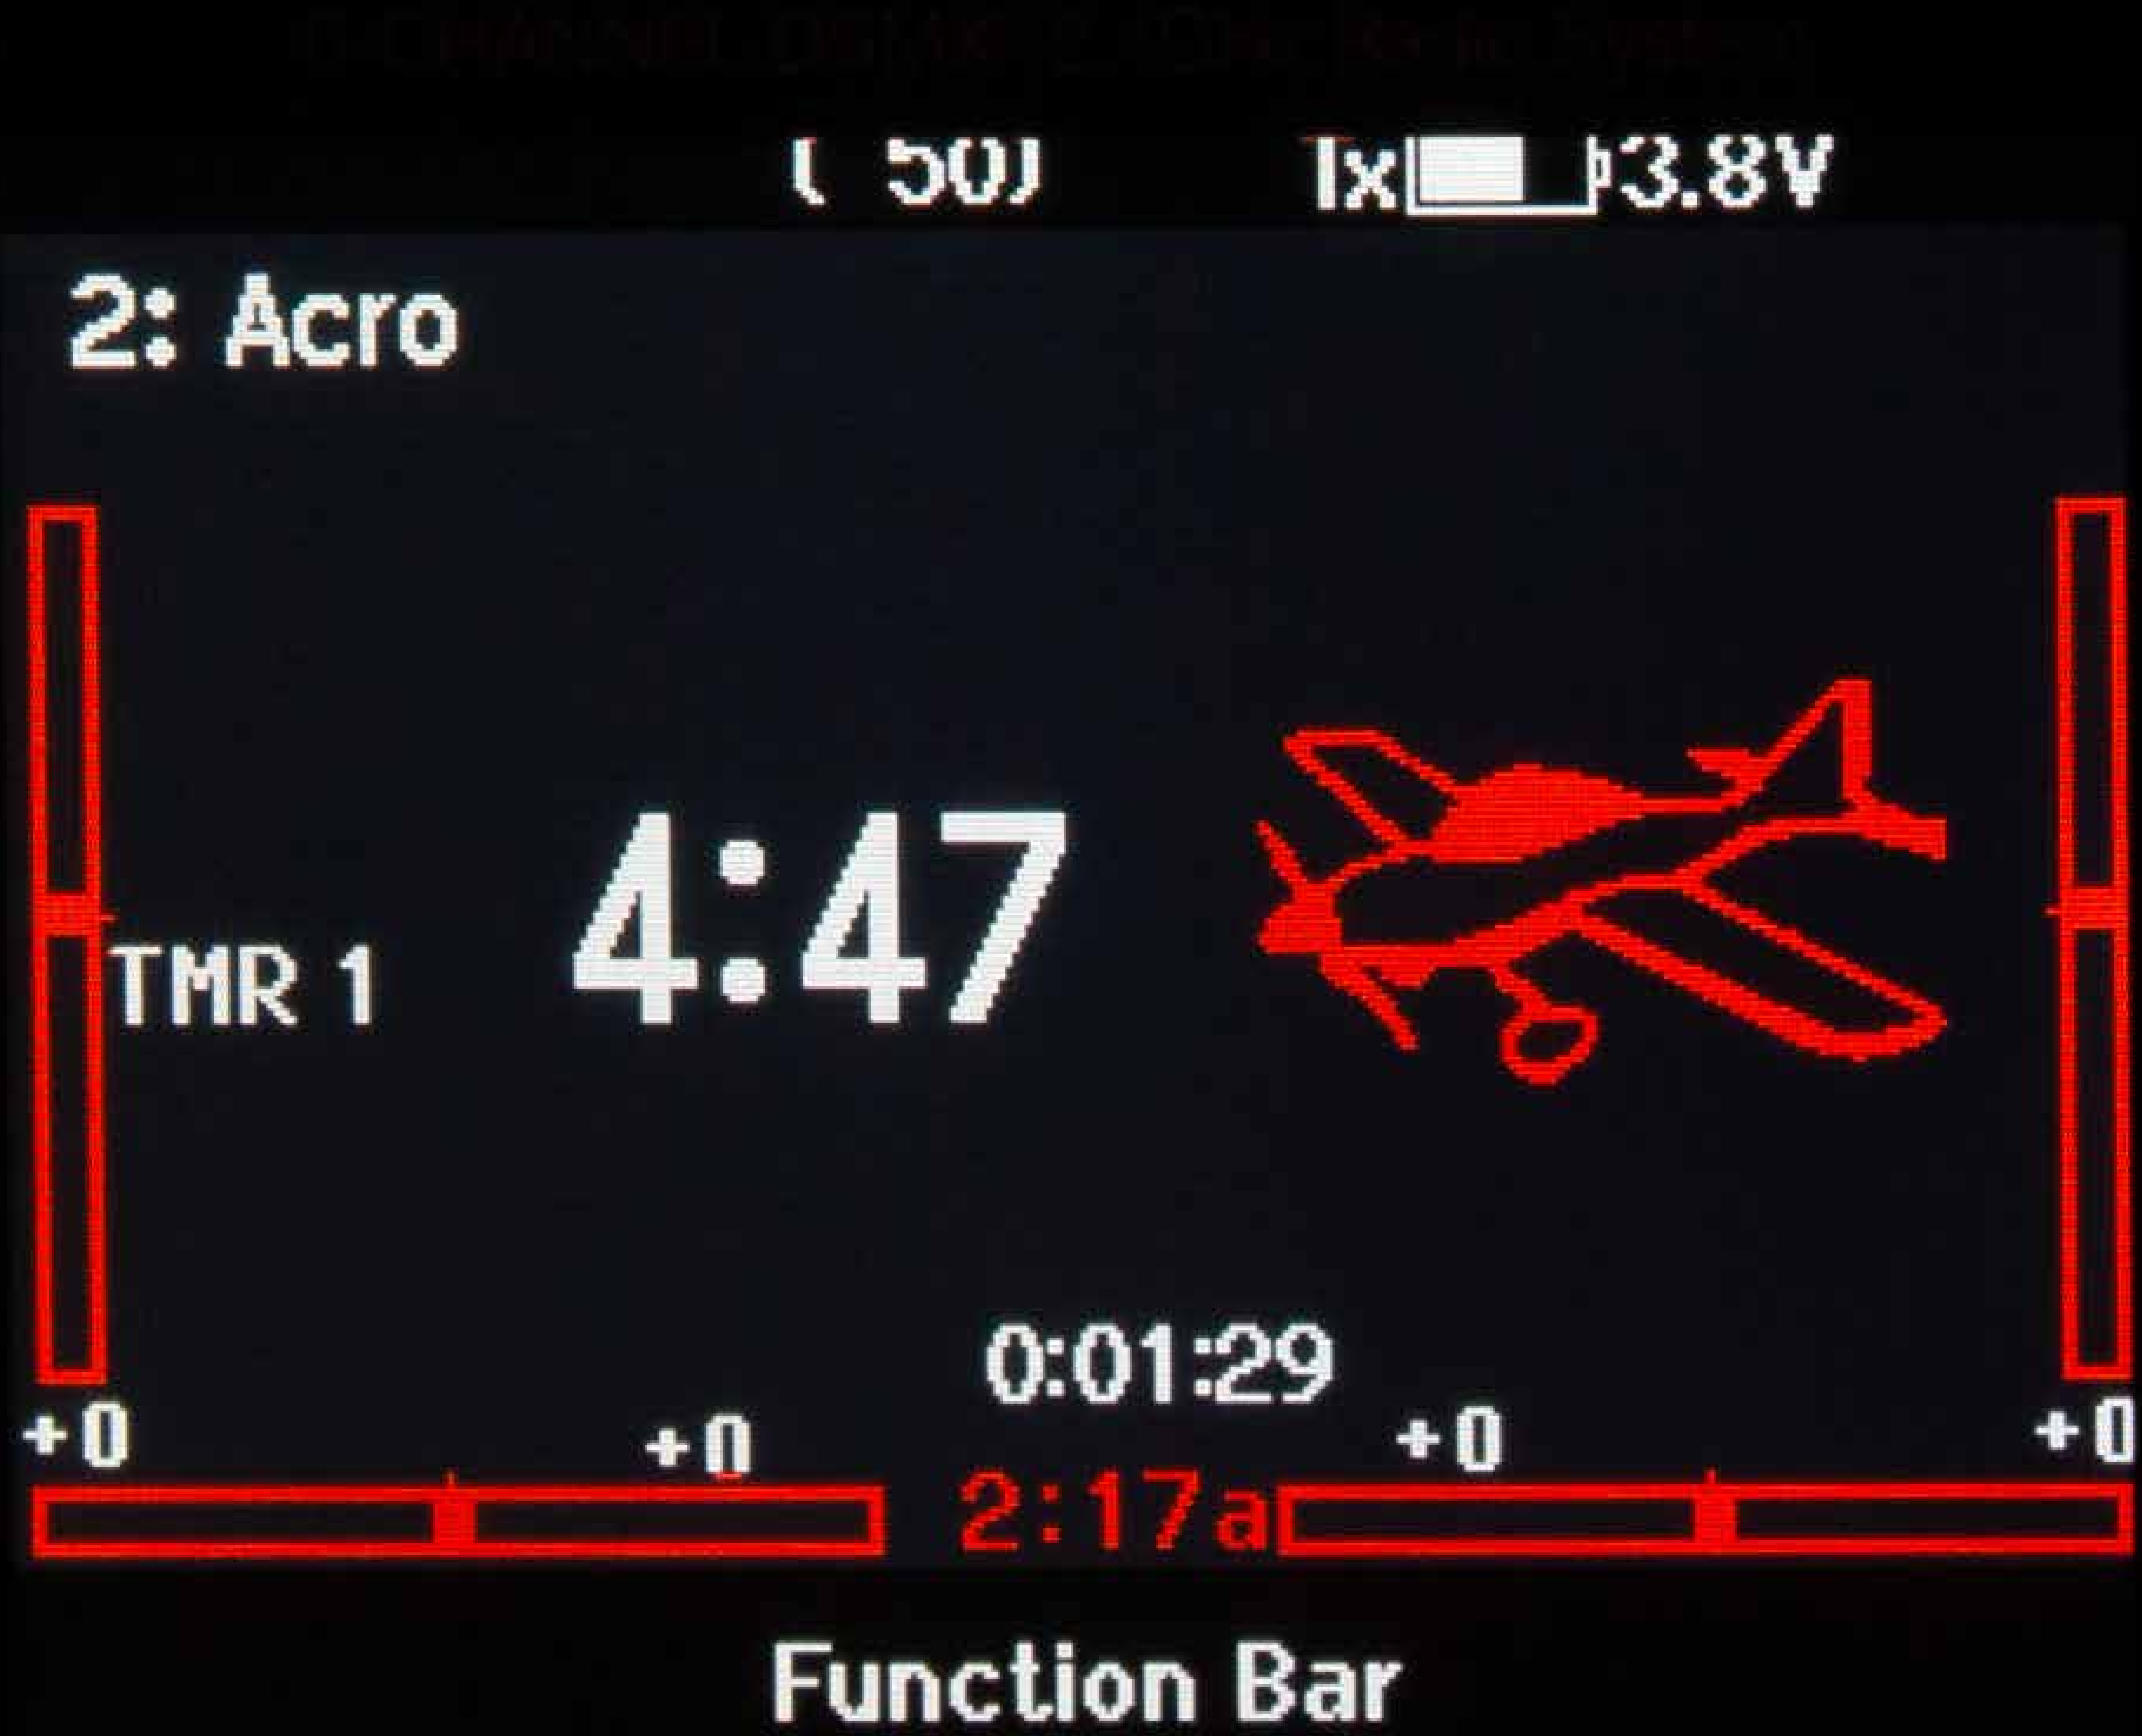 ( 50) Tx 3.8V
2: Acro
4:47
TMR 1
0:01:29
+0 +0 +0 +0
2:17a
Function Bar